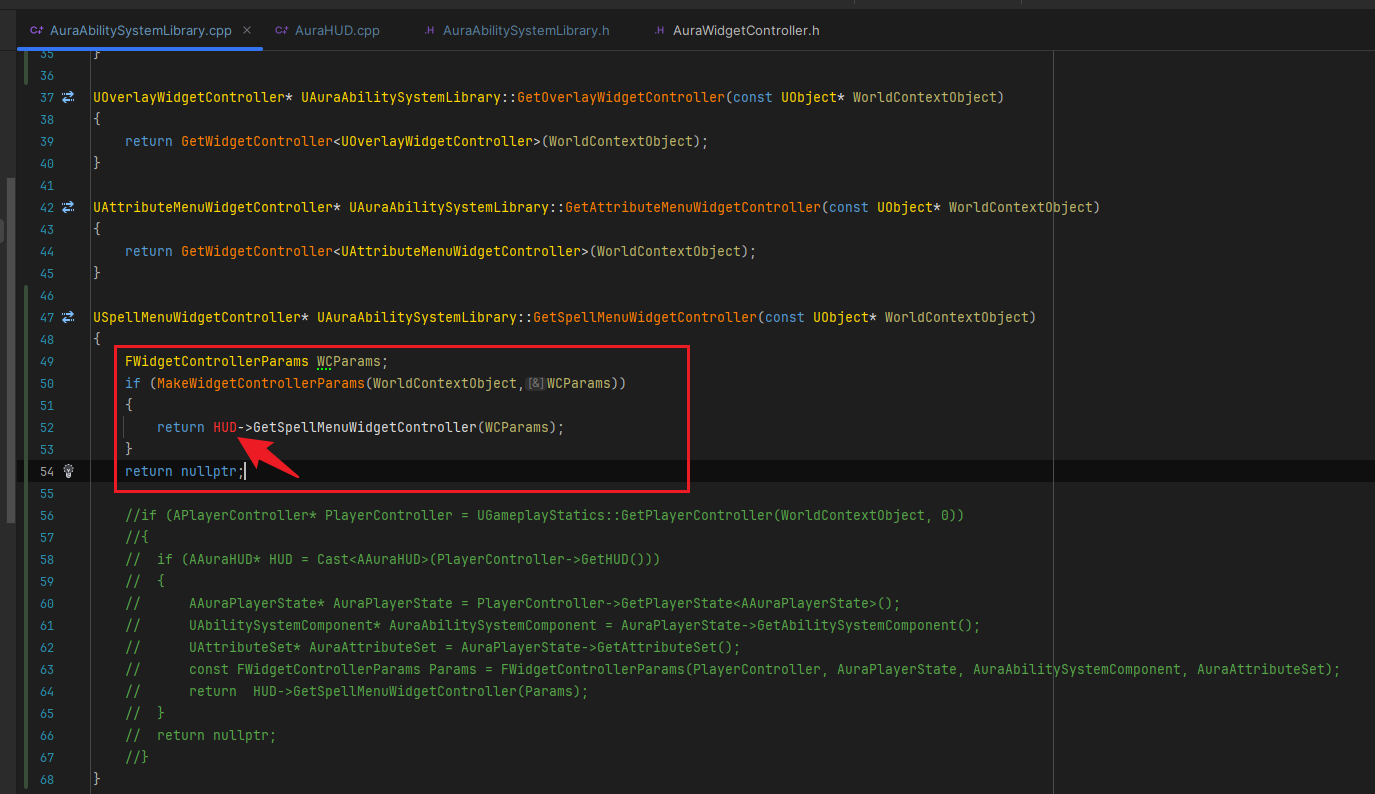 C+ AuraAbilitySystemLibrary.cpp × C+ AuraHUD.cpp .H AuraAbilitySystemLibrary.h .H AuraWidgetController.h
35 }
36
37 UOverlayWidgetController* UAuraAbilitySystemLibrary::GetOverlayWidgetController(const UObject* WorldContextObject)
38 {
39 return GetWidgetController<UOverlayWidgetController>(WorldContextObject);
40 }
41
42 UAttributeMenuWidgetController* UAuraAbilitySystemLibrary::GetAttributeMenuWidgetController(const UObject* WorldContextObject)
43 {
44 return GetWidgetController<UAttributeMenuWidgetController>(WorldContextObject);
45 }
46
47 USpellMenuWidgetController* UAuraAbilitySystemLibrary::GetSpellMenuWidgetController(const UObject* WorldContextObject)
48 {
49 FWidgetControllerParams WCParams;
50 if (MakeWidgetControllerParams(WorldContextObject,[&]WCParams))
51 {
52 return HUD->GetSpellMenuWidgetController(WCParams);
53 }
54 return nullptr;
55
56 //if (APlayerController* PlayerController = UGameplayStatics::GetPlayerController(WorldContextObject, 0))
57 //{
58 // if (AAuraHUD* HUD = Cast<AAuraHUD>(PlayerController->GetHUD()))
59 // {
60 // AAuraPlayerState* AuraPlayerState = PlayerController->GetPlayerState<AAuraPlayerState>();
61 // UAbilitySystemComponent* AuraAbilitySystemComponent = AuraPlayerState->GetAbilitySystemComponent();
62 // UAttributeSet* AuraAttributeSet = AuraPlayerState->GetAttributeSet();
63 // const FWidgetControllerParams Params = FWidgetControllerParams(PlayerController, AuraPlayerState, AuraAbilitySystemComponent, AuraAttributeSet);
64 // return HUD->GetSpellMenuWidgetController(Params);
65 // }
66 // return nullptr;
67 //}
68 }